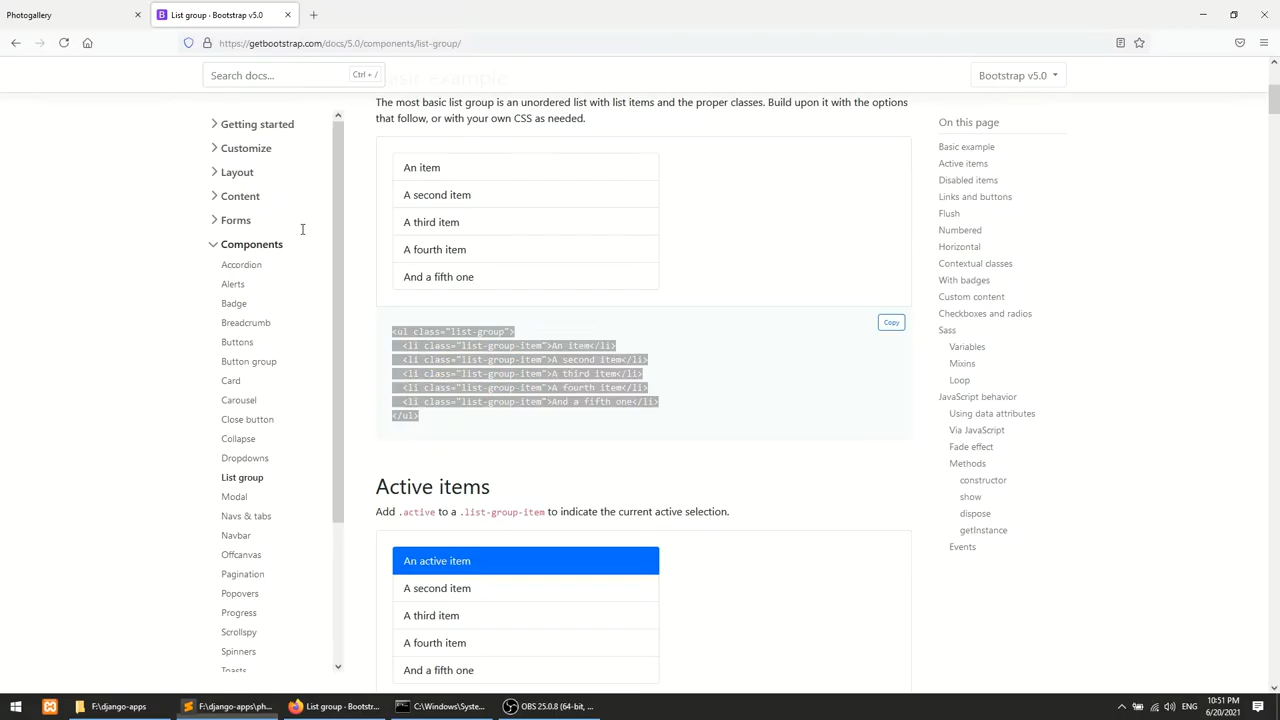 Photogallery
List group · Bootstrap v5.0
https://getbootstrap.com/docs/5.0/components/list-group/
Search docs...
Ctrl + /
Bootstrap v5.0
Basic example
The most basic list group is an unordered list with list items and the proper classes. Build upon it with the options
that follow, or with your own CSS as needed.
Getting started
Customize
Layout
Content
Forms
Components
Accordion
Alerts
Badge
Breadcrumb
Buttons
Button group
Card
Carousel
Close button
Collapse
Dropdowns
List group
Modal
Navs & tabs
Navbar
Offcanvas
Pagination
Popovers
Progress
Scrollspy
Spinners
Toasts
An item
A second item
A third item
A fourth item
And a fifth one
Copy
<ul class="list-group">
<li class="list-group-item">An item</li>
<li class="list-group-item">A second item</li>
<li class="list-group-item">A third item</li>
<li class="list-group-item">A fourth item</li>
<li class="list-group-item">And a fifth one</li>
</ul>
Active items
Add .active to a .list-group-item to indicate the current active selection.
An active item
A second item
A third item
A fourth item
And a fifth one
On this page
Basic example
Active items
Disabled items
Links and buttons
Flush
Numbered
Horizontal
Contextual classes
With badges
Custom content
Checkboxes and radios
Sass
Variables
Mixins
Loop
JavaScript behavior
Using data attributes
Via JavaScript
Fade effect
Methods
constructor
show
dispose
getInstance
Events
F:\django-apps
F:\django-apps\ph...
List group · Bootstr...
C:\Windows\Syste...
OBS 25.0.8 (64-bit, ...
ENG
10:51 PM
6/20/2021